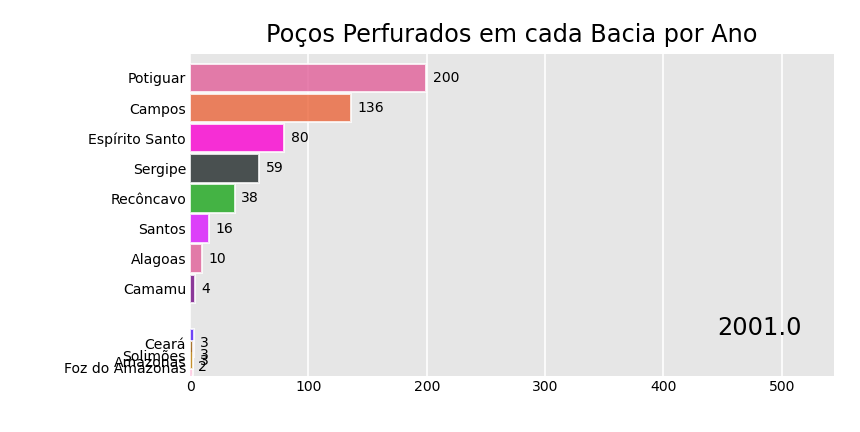 Poços Perfurados em cada Bacia por Ano
Potiguar 200
Campos 136
Espírito Santo 80
Sergipe 59
Recôncavo 38
Santos 16
Alagoas 10
Camamu 4
2001.0
Ceará 3
Solimões 3
Amazonas 3
Foz do Amazonas 2
0 100 200 300 400 500